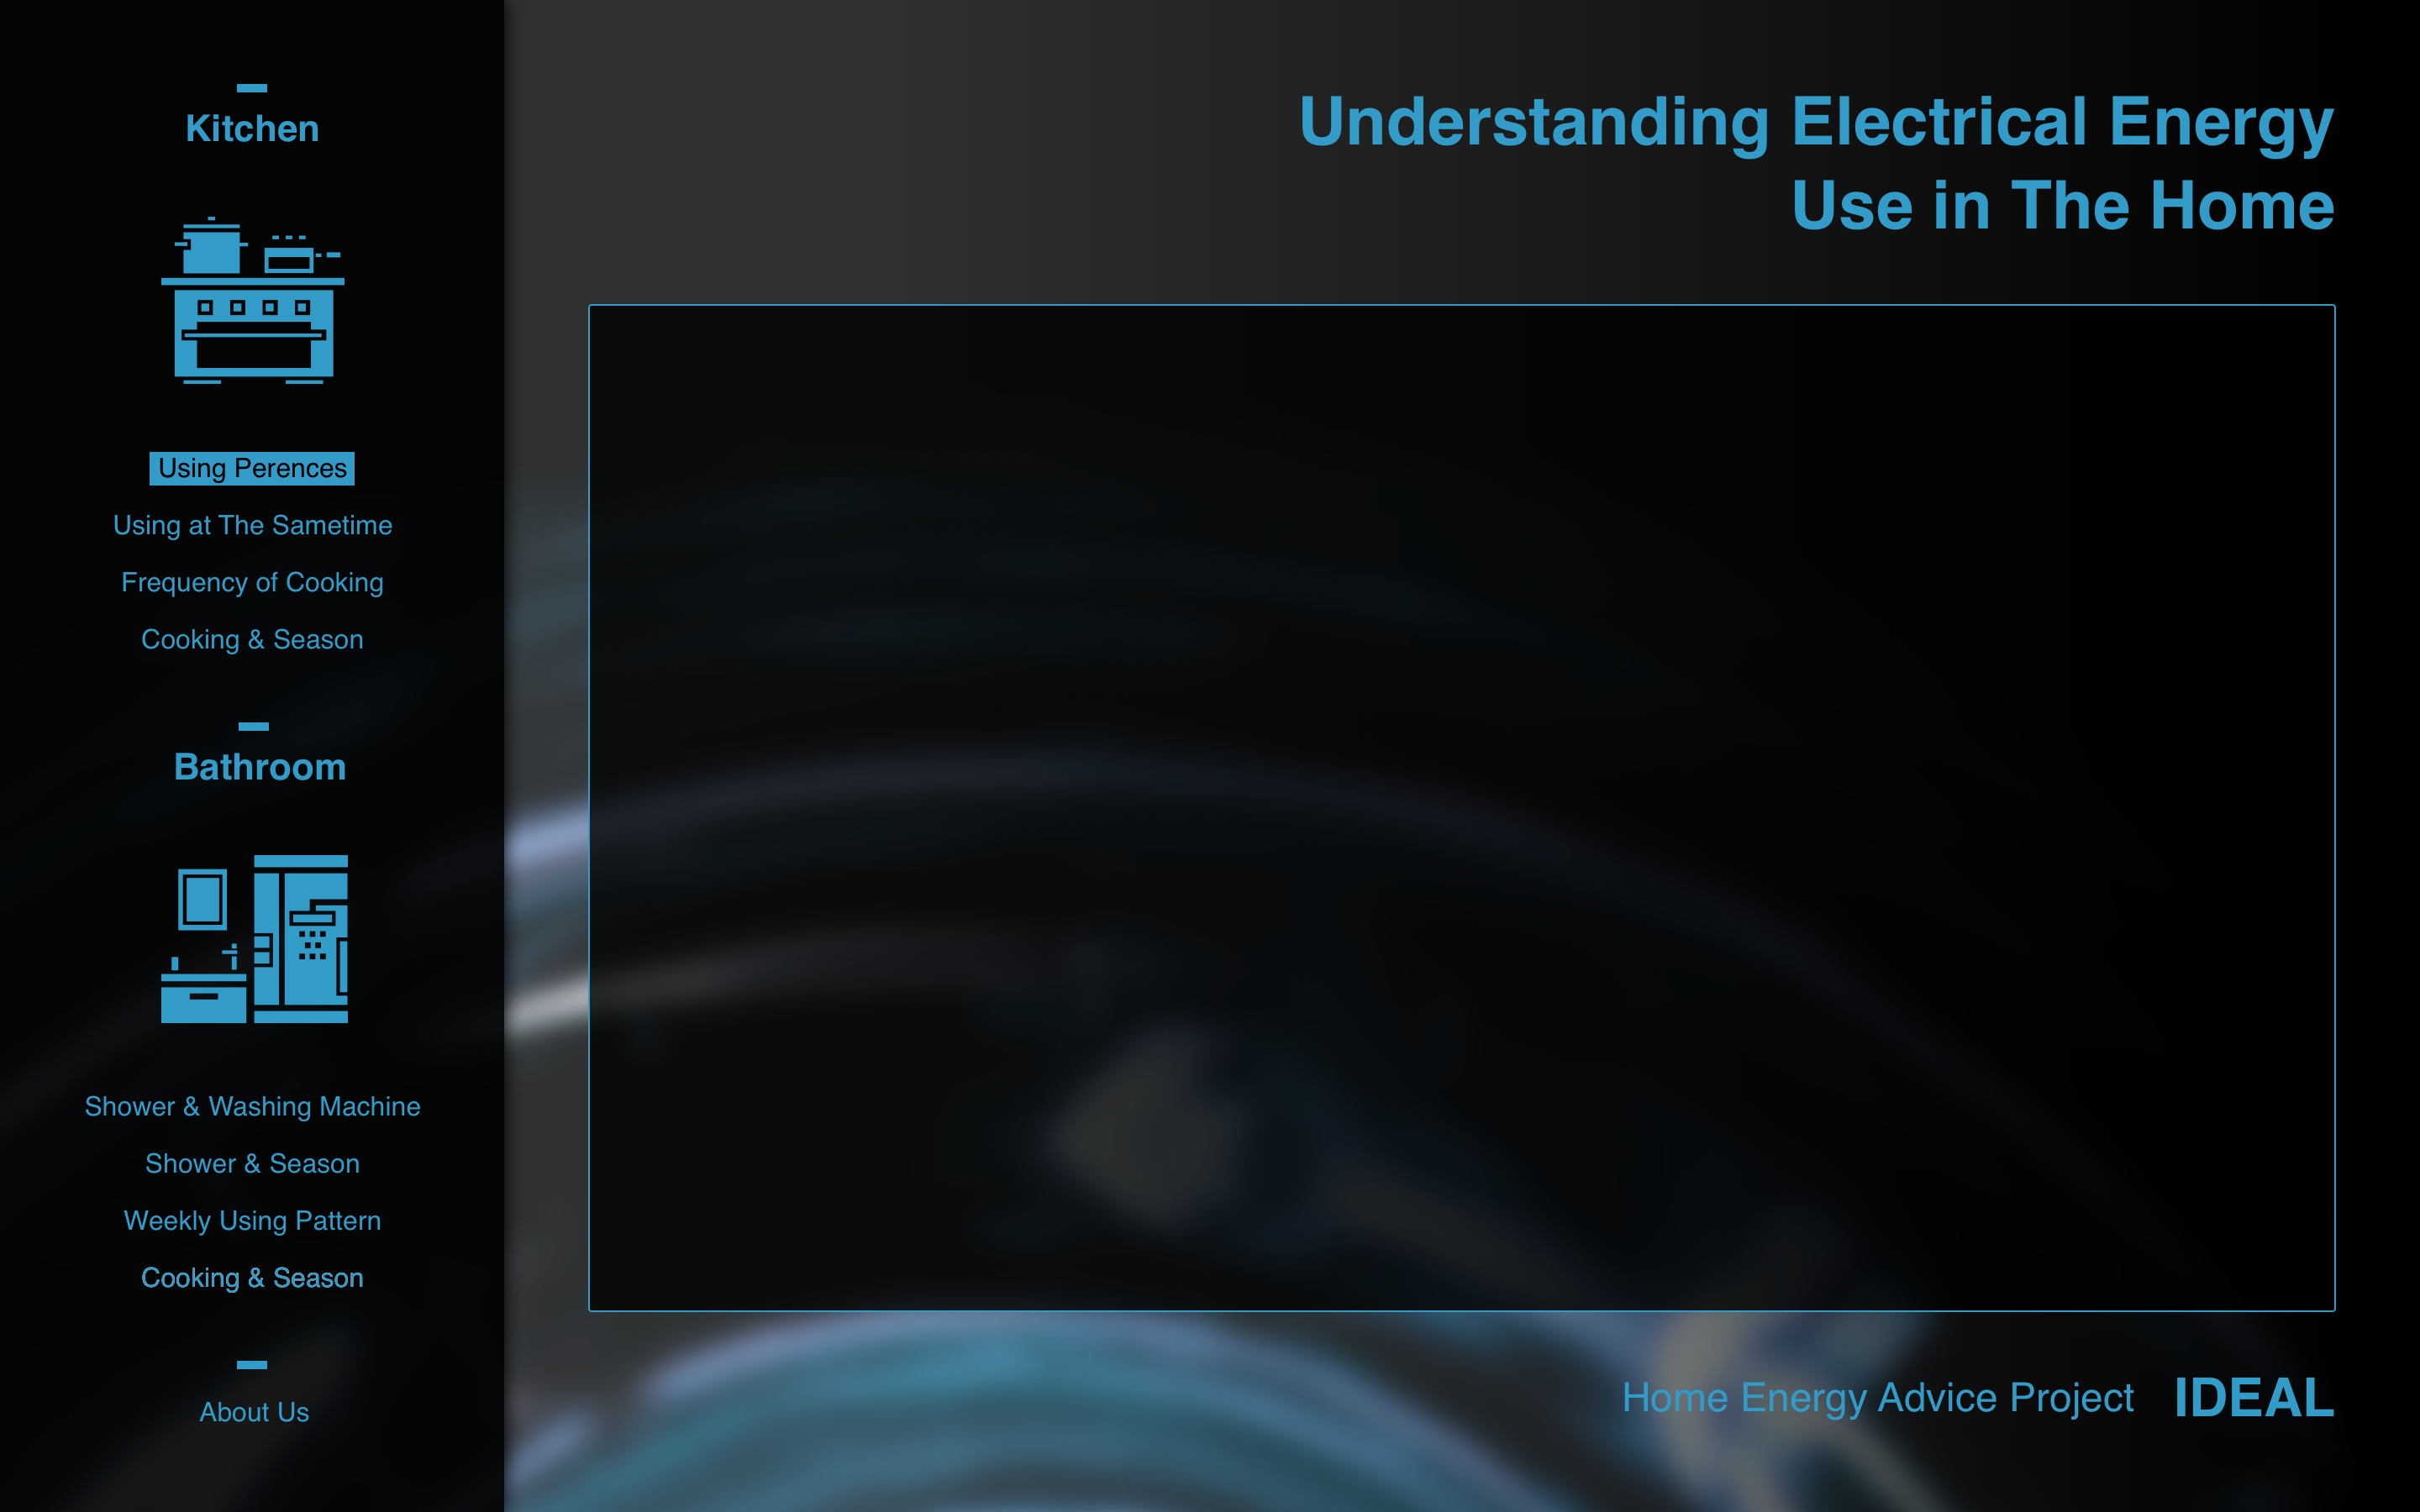 Kitchen
Using Perences
Using at The Sametime
Frequency of Cooking
Cooking & Season
Bathroom
Shower & Washing Machine
Shower & Season
Weekly Using Pattern
Cooking & Season
About Us
Understanding Electrical Energy
Use in The Home
Home Energy Advice Project IDEAL